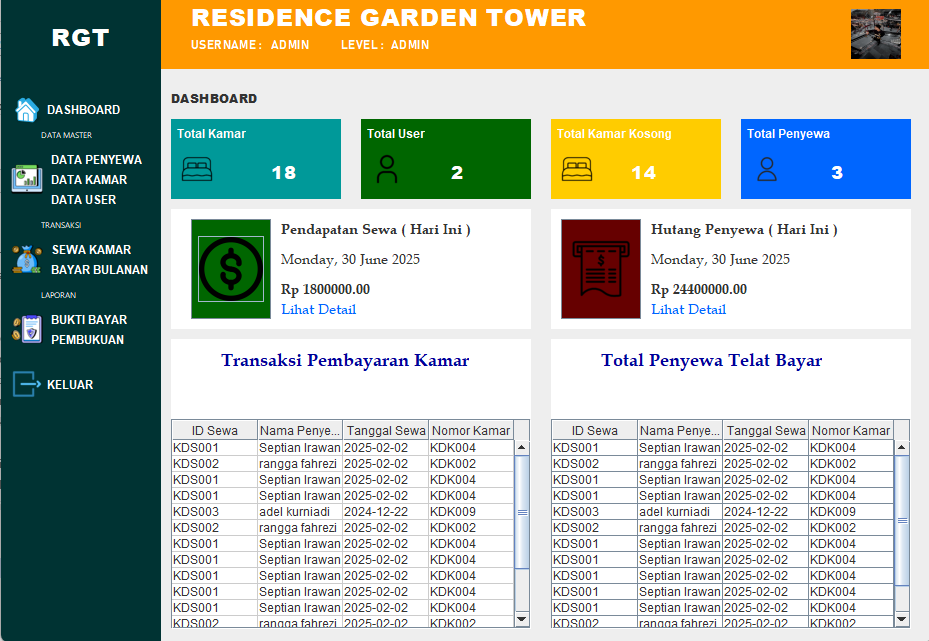 RGT
RESIDENCE GARDEN TOWER
USERNAME : ADMIN LEVEL : ADMIN
DASHBOARD
DATA MASTER
DATA PENYEWA
DATA KAMAR
DATA USER
TRANSAKSI
SEWA KAMAR
BAYAR BULANAN
LAPORAN
BUKTI BAYAR
PEMBUKUAN
KELUAR
DASHBOARD
Total Kamar
18
Total User
2
Total Kamar Kosong
14
Total Penyewa
3
Pendapatan Sewa ( Hari Ini )
Monday, 30 June 2025
Rp 1800000.00
Lihat Detail
Hutang Penyewa ( Hari Ini )
Monday, 30 June 2025
Rp 24400000.00
Lihat Detail
Transaksi Pembayaran Kamar
ID Sewa Nama Penye... Tanggal Sewa Nomor Kamar
KDS001 Septian Irawan 2025-02-02 KDK004
KDS002 rangga fahrezi 2025-02-02 KDK002
KDS001 Septian Irawan 2025-02-02 KDK004
KDS001 Septian Irawan 2025-02-02 KDK004
KDS003 adel kurniadi 2024-12-22 KDK009
KDS002 rangga fahrezi 2025-02-02 KDK002
KDS001 Septian Irawan 2025-02-02 KDK004
KDS001 Septian Irawan 2025-02-02 KDK004
KDS001 Septian Irawan 2025-02-02 KDK004
KDS001 Septian Irawan 2025-02-02 KDK004
KDS001 Septian Irawan 2025-02-02 KDK004
KDS002 rangga fahrezi 2025-02-02 KDK002
Total Penyewa Telat Bayar
ID Sewa Nama Penye... Tanggal Sewa Nomor Kamar
KDS001 Septian Irawan 2025-02-02 KDK004
KDS002 rangga fahrezi 2025-02-02 KDK002
KDS001 Septian Irawan 2025-02-02 KDK004
KDS001 Septian Irawan 2025-02-02 KDK004
KDS003 adel kurniadi 2024-12-22 KDK009
KDS002 rangga fahrezi 2025-02-02 KDK002
KDS001 Septian Irawan 2025-02-02 KDK004
KDS001 Septian Irawan 2025-02-02 KDK004
KDS001 Septian Irawan 2025-02-02 KDK004
KDS001 Septian Irawan 2025-02-02 KDK004
KDS001 Septian Irawan 2025-02-02 KDK004
KDS002 rangga fahrezi 2025-02-02 KDK002